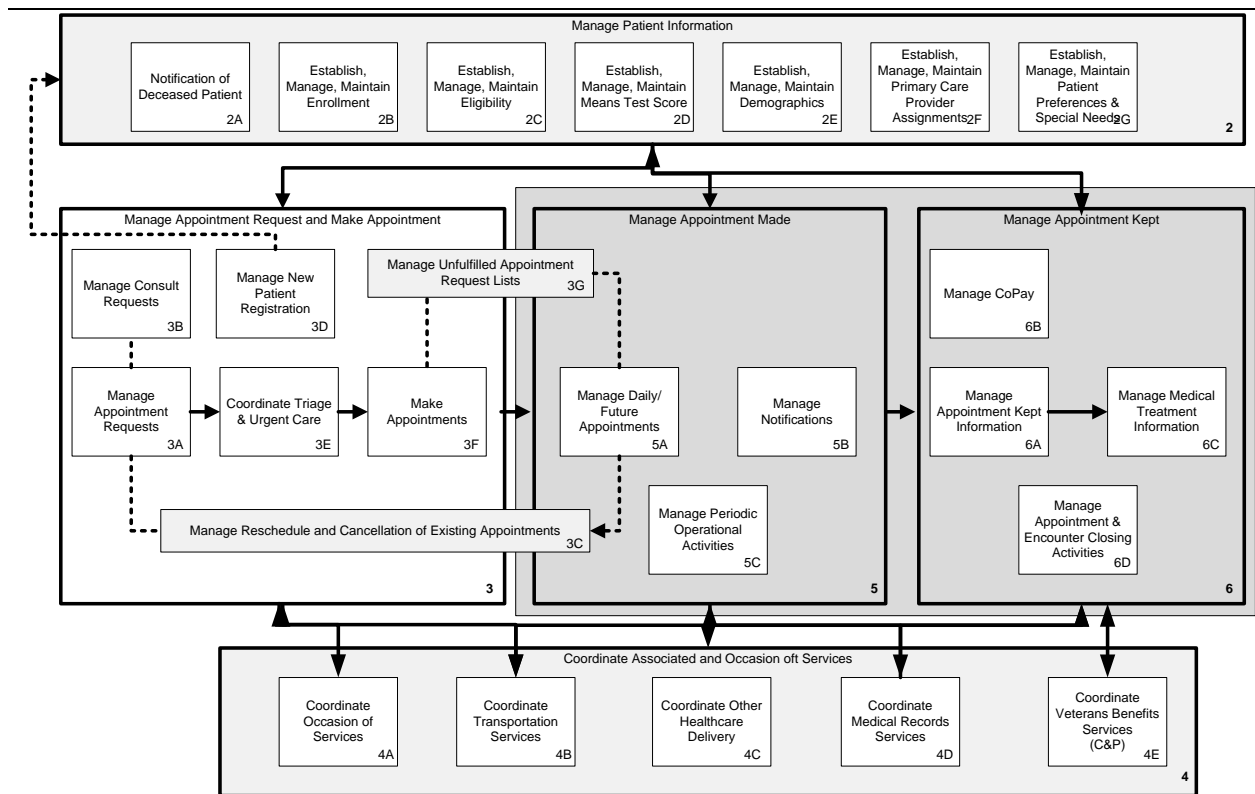 Manage Patient Information
Notification of
Deceased Patient
2A
Establish,
Manage, Maintain
Enrollment
2B
Establish,
Manage, Maintain
Eligibility
2C
Establish,
Manage, Maintain
Means Test Score
2D
Establish,
Manage, Maintain
Demographics
2E
Establish,
Manage, Maintain
Primary Care
Provider
Assignments
2F
Establish,
Manage, Maintain
Patient
Preferences &
Special Needs
2G
2
Manage Appointment Request and Make Appointment
Manage Consult
Requests
3B
Manage New
Patient
Registration
3D
Manage Unfulfilled Appointment
Request Lists
3G
Manage
Appointment
Requests
3A
Coordinate Triage
& Urgent Care
3E
Make
Appointments
3F
Manage Reschedule and Cancellation of Existing Appointments
3C
3
Manage Appointment Made
Manage Daily/
Future
Appointments
5A
Manage
Notifications
5B
Manage Periodic
Operational
Activities
5C
5
Manage Appointment Kept
Manage CoPay
6B
Manage
Appointment Kept
Information
6A
Manage Medical
Treatment
Information
6C
Manage
Appointment &
Encounter Closing
Activities
6D
6
Coordinate Associated and Occasion oft Services
Coordinate
Occasion of
Services
4A
Coordinate
Transportation
Services
4B
Coordinate Other
Healthcare
Delivery
4C
Coordinate
Medical Records
Services
4D
Coordinate
Veterans Benefits
Services
(C&P)
4E
4